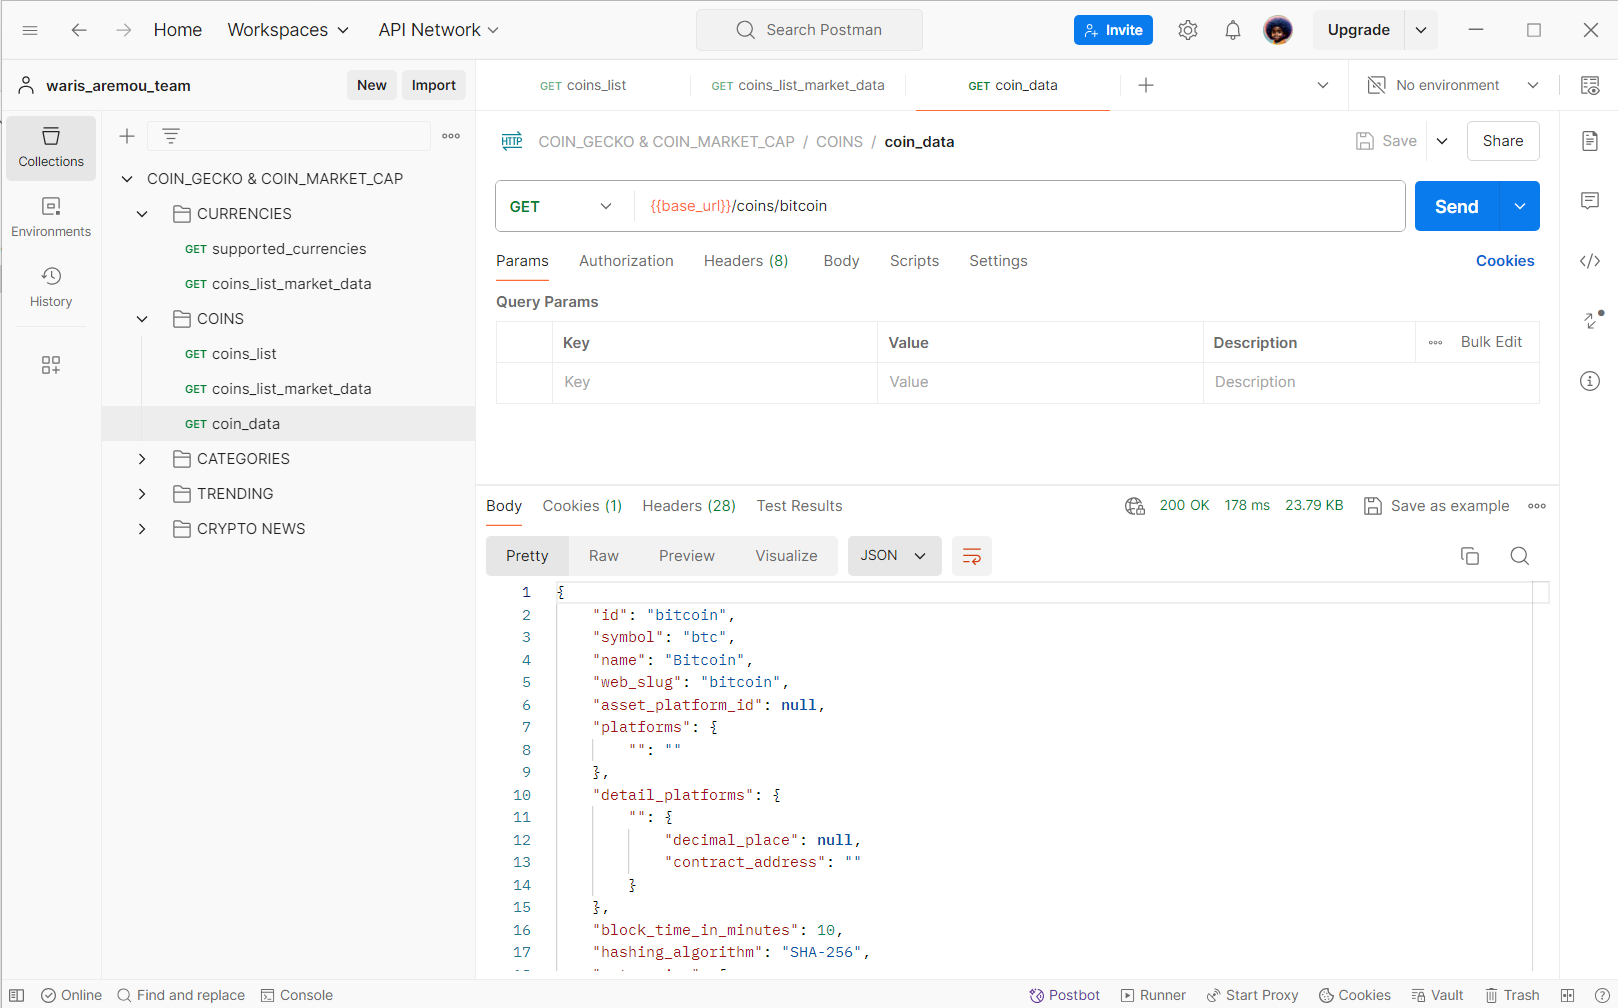 Home Workspaces API Network Search Postman Invite Upgrade
waris_aremou_team New Import GET coins_list GET coins_list_market_data GET coin_data No environment
Collections
Environments
History
COIN_GECKO & COIN_MARKET_CAP
CURRENCIES
GET supported_currencies
GET coins_list_market_data
COINS
GET coins_list
GET coins_list_market_data
GET coin_data
CATEGORIES
TRENDING
CRYPTO NEWS
HTTP COIN_GECKO & COIN_MARKET_CAP / COINS / coin_data Save Share
GET {{base_url}}/coins/bitcoin Send
Params Authorization Headers (8) Body Scripts Settings Cookies
Query Params
Key Value Description Bulk Edit
Key Value Description
Body Cookies (1) Headers (28) Test Results 200 OK 178 ms 23.79 KB Save as example
Pretty Raw Preview Visualize JSON
1 {
2 "id": "bitcoin",
3 "symbol": "btc",
4 "name": "Bitcoin",
5 "web_slug": "bitcoin",
6 "asset_platform_id": null,
7 "platforms": {
8 "": ""
9 },
10 "detail_platforms": {
11 "": {
12 "decimal_place": null,
13 "contract_address": ""
14 }
15 },
16 "block_time_in_minutes": 10,
17 "hashing_algorithm": "SHA-256",
Online Find and replace Console Postbot Runner Start Proxy Cookies Vault Trash